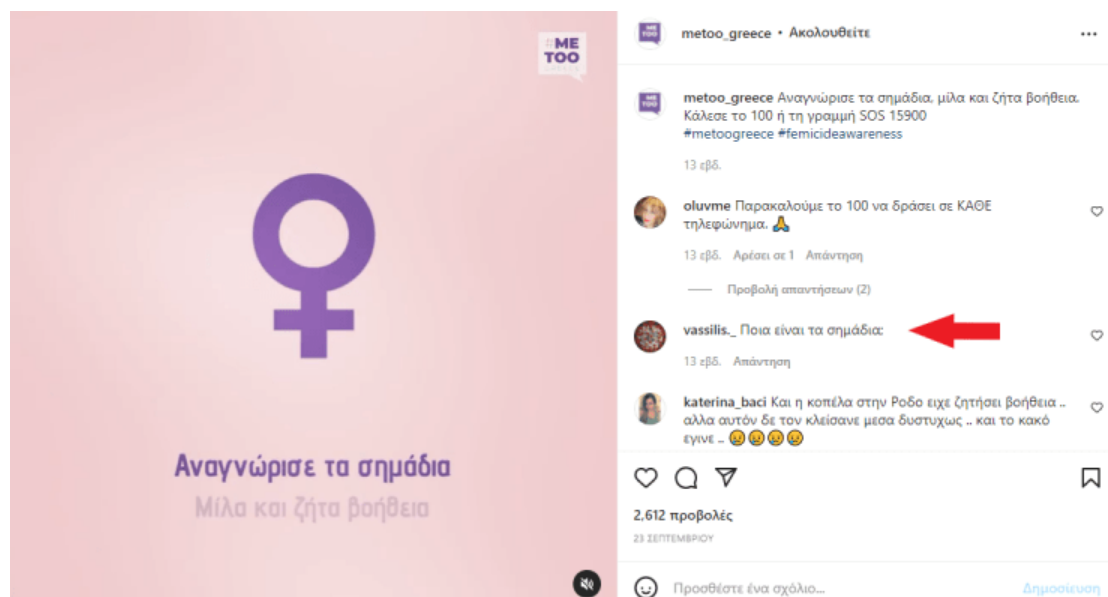 #ME
TOO
Αναγνώρισε τα σημάδια
Μίλα και ζήτα βοήθεια
ME
TOO
metoo_greece • Ακολουθείτε
ME
TOO
metoo_greece Αναγνώρισε τα σημάδια, μίλα και ζήτα βοήθεια.
Κάλεσε το 100 ή τη γραμμή SOS 15900
#metoogreece #femicideawareness
13 εβδ.
oluvme Παρακαλούμε το 100 να δράσει σε ΚΑΘΕ
τηλεφώνημα. 🙏
13 εβδ. Αρέσει σε 1 Απάντηση
Προβολή απαντήσεων (2)
vassilis._ Ποια είναι τα σημάδια;
13 εβδ. Απάντηση
katerina_baci Και η κοπέλα στην Ροδο ειχε ζητήσει βοήθεια ..
αλλα αυτόν δε τον κλείσανε μεσα δυστυχως .. και το κακό
εγινε .. 😢😢😢😢
2,612 προβολές
23 ΣΕΠΤΕΜΒΡΙΟΥ
Προσθέστε ένα σχόλιο...
Δημοσίευση